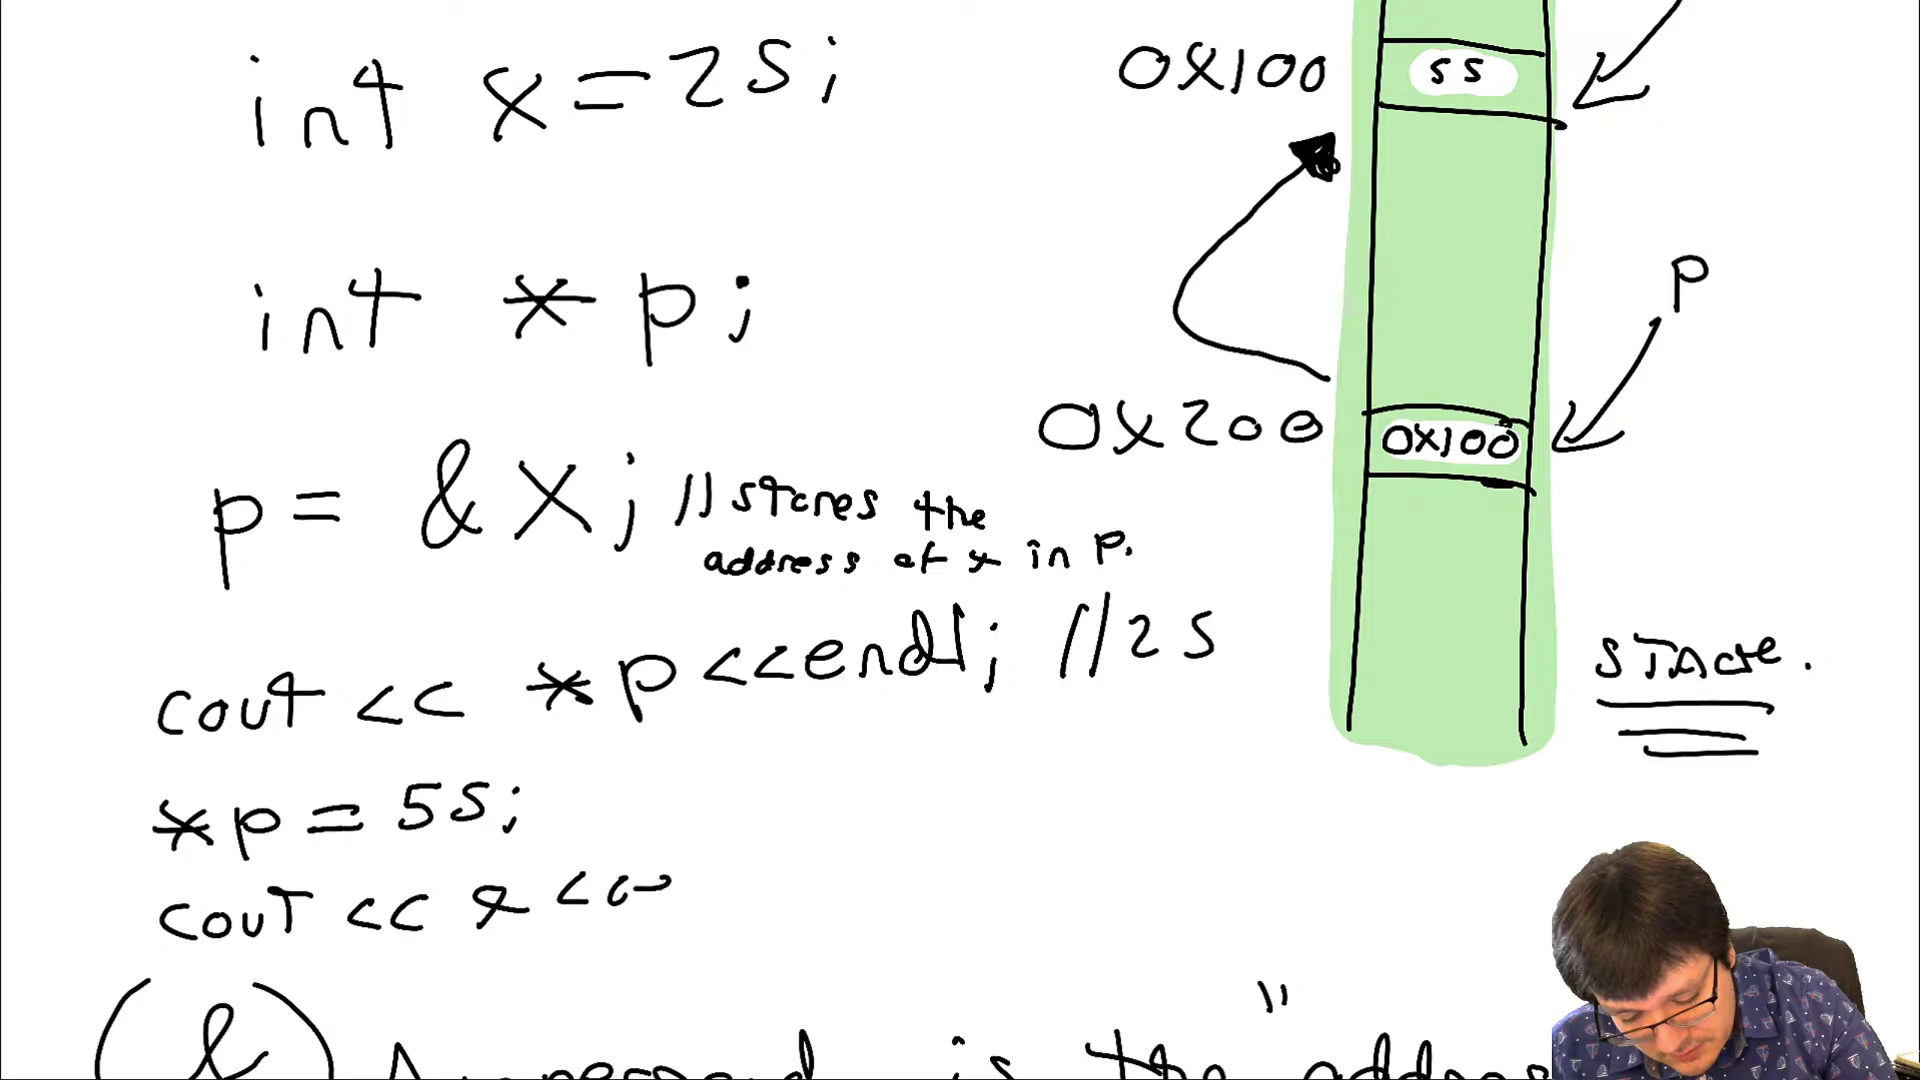 int x = 25;
int * p;
p = & x; // stores the
address of x in p.
cout << * p << endl; // 25
* p = 55;
cout << x <<
(&) Ampersand is the "address
0x100
55
p
0x200
0x100
STACK.